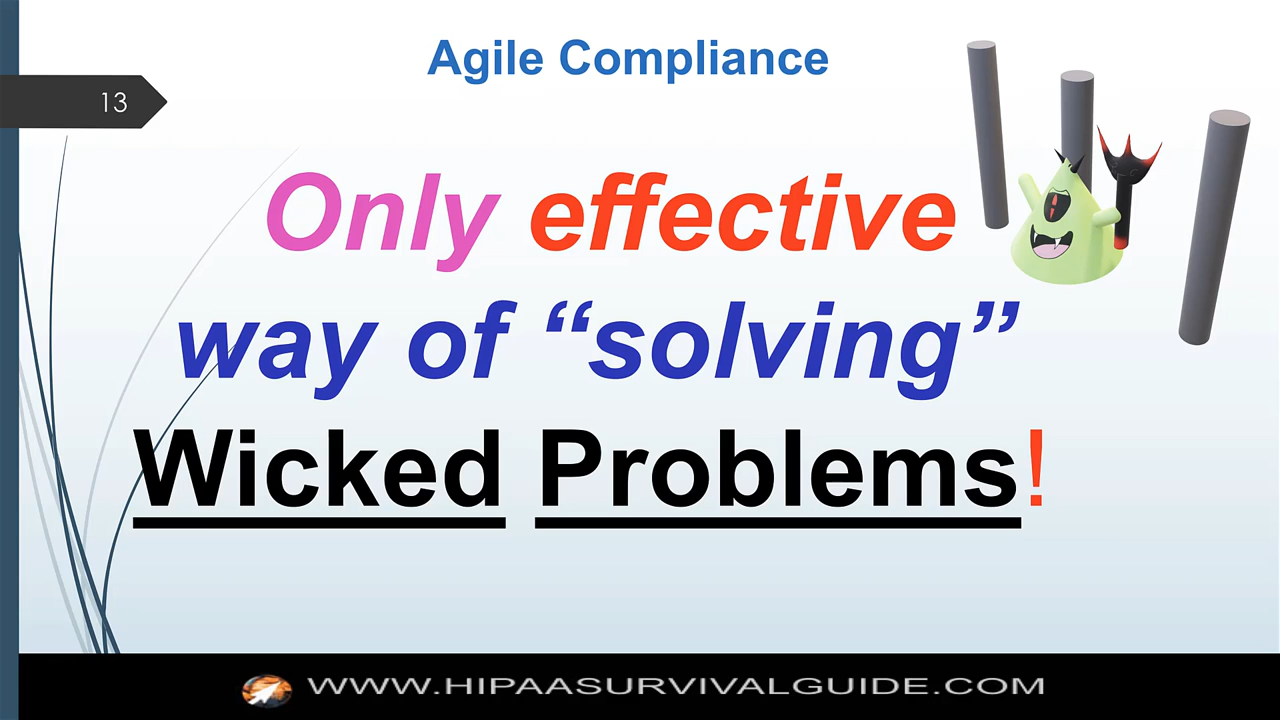 Agile Compliance
13
Only effective
way of “solving”
Wicked Problems!
WWW.HIPAASURVIVALGUIDE.COM